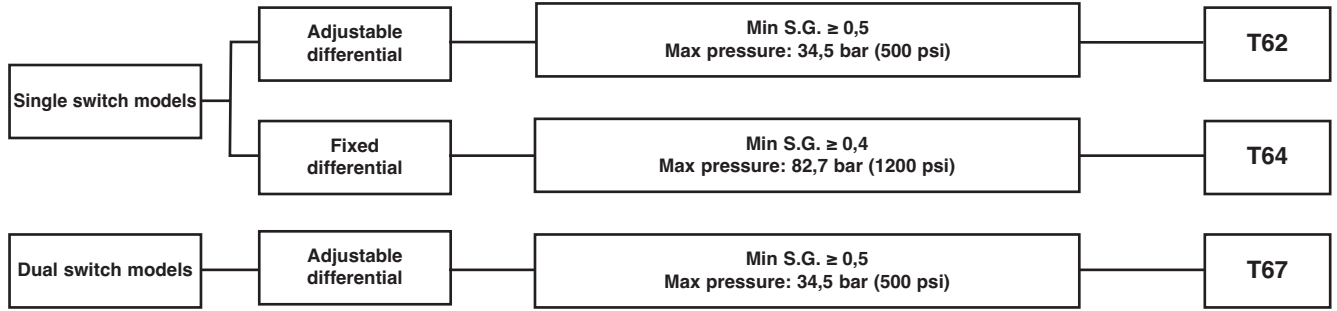 Single switch models
Adjustable
differential
Min S.G. ≥ 0,5
Max pressure: 34,5 bar (500 psi)
T62
Fixed
differential
Min S.G. ≥ 0,4
Max pressure: 82,7 bar (1200 psi)
T64
Dual switch models
Adjustable
differential
Min S.G. ≥ 0,5
Max pressure: 34,5 bar (500 psi)
T67